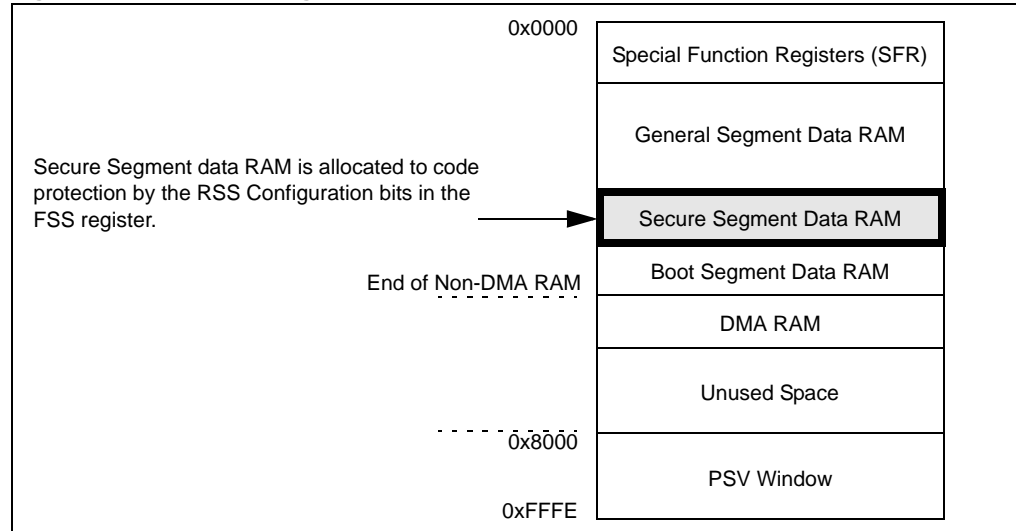 0x0000
Special Function Registers (SFR)
General Segment Data RAM
Secure Segment data RAM is allocated to code
protection by the RSS Configuration bits in the
FSS register.
Secure Segment Data RAM
Boot Segment Data RAM
End of Non-DMA RAM
DMA RAM
Unused Space
0x8000
PSV Window
0xFFFE